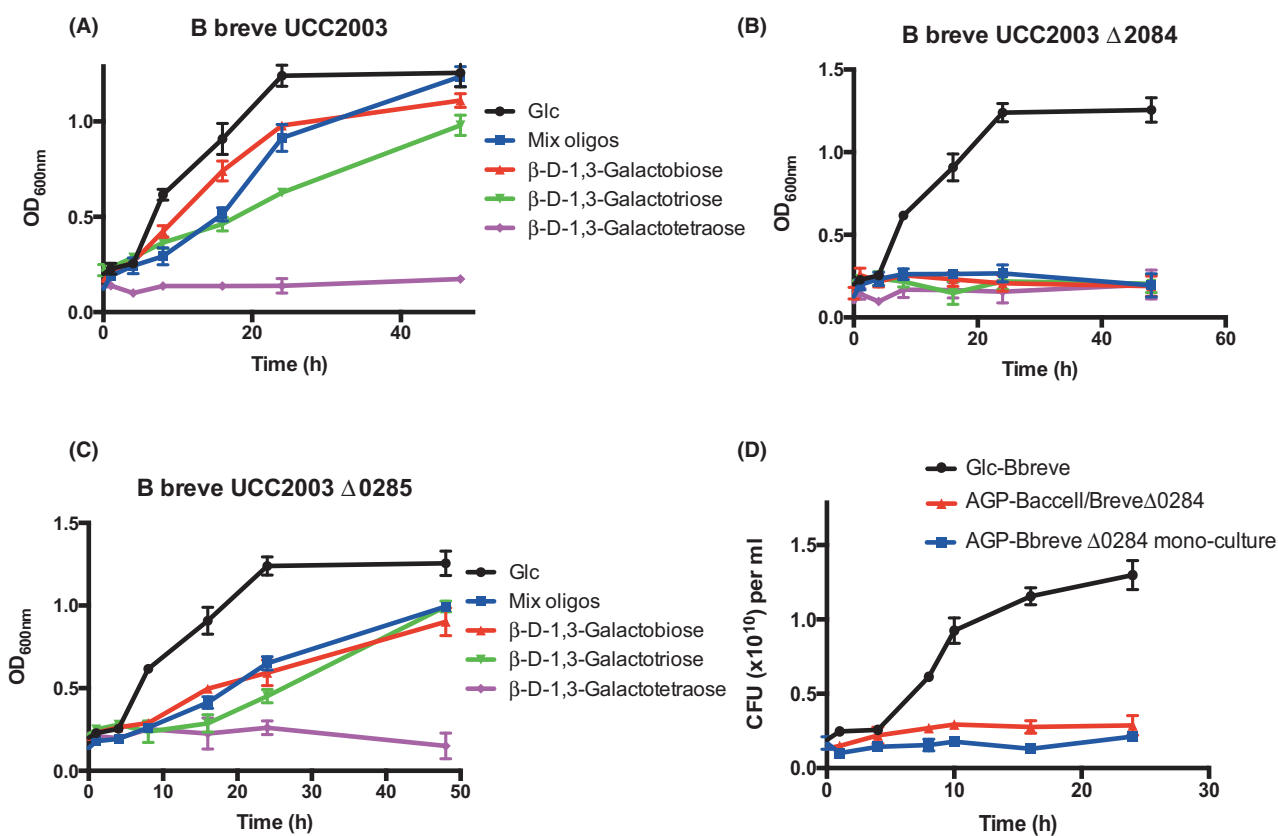 (A)
B breve UCC2003
OD600nm
1.0
0.5
0.0
0
20
40
Time (h)
Glc
Mix oligos
β-D-1,3-Galactobiose
β-D-1,3-Galactotriose
β-D-1,3-Galactotetraose
(B)
B breve UCC2003 Δ2084
OD600nm
1.5
1.0
0.5
0.0
0
20
40
60
Time (h)
(C)
B breve UCC2003 Δ0285
OD600nm
1.5
1.0
0.5
0.0
0
10
20
30
40
50
Time (h)
Glc
Mix oligos
β-D-1,3-Galactobiose
β-D-1,3-Galactotriose
β-D-1,3-Galactotetraose
(D)
Glc-Bbreve
AGP-Baccell/BreveΔ0284
AGP-Bbreve Δ0284 mono-culture
CFU (x10¹⁰) per ml
1.5
1.0
0.5
0.0
0
10
20
30
Time (h)